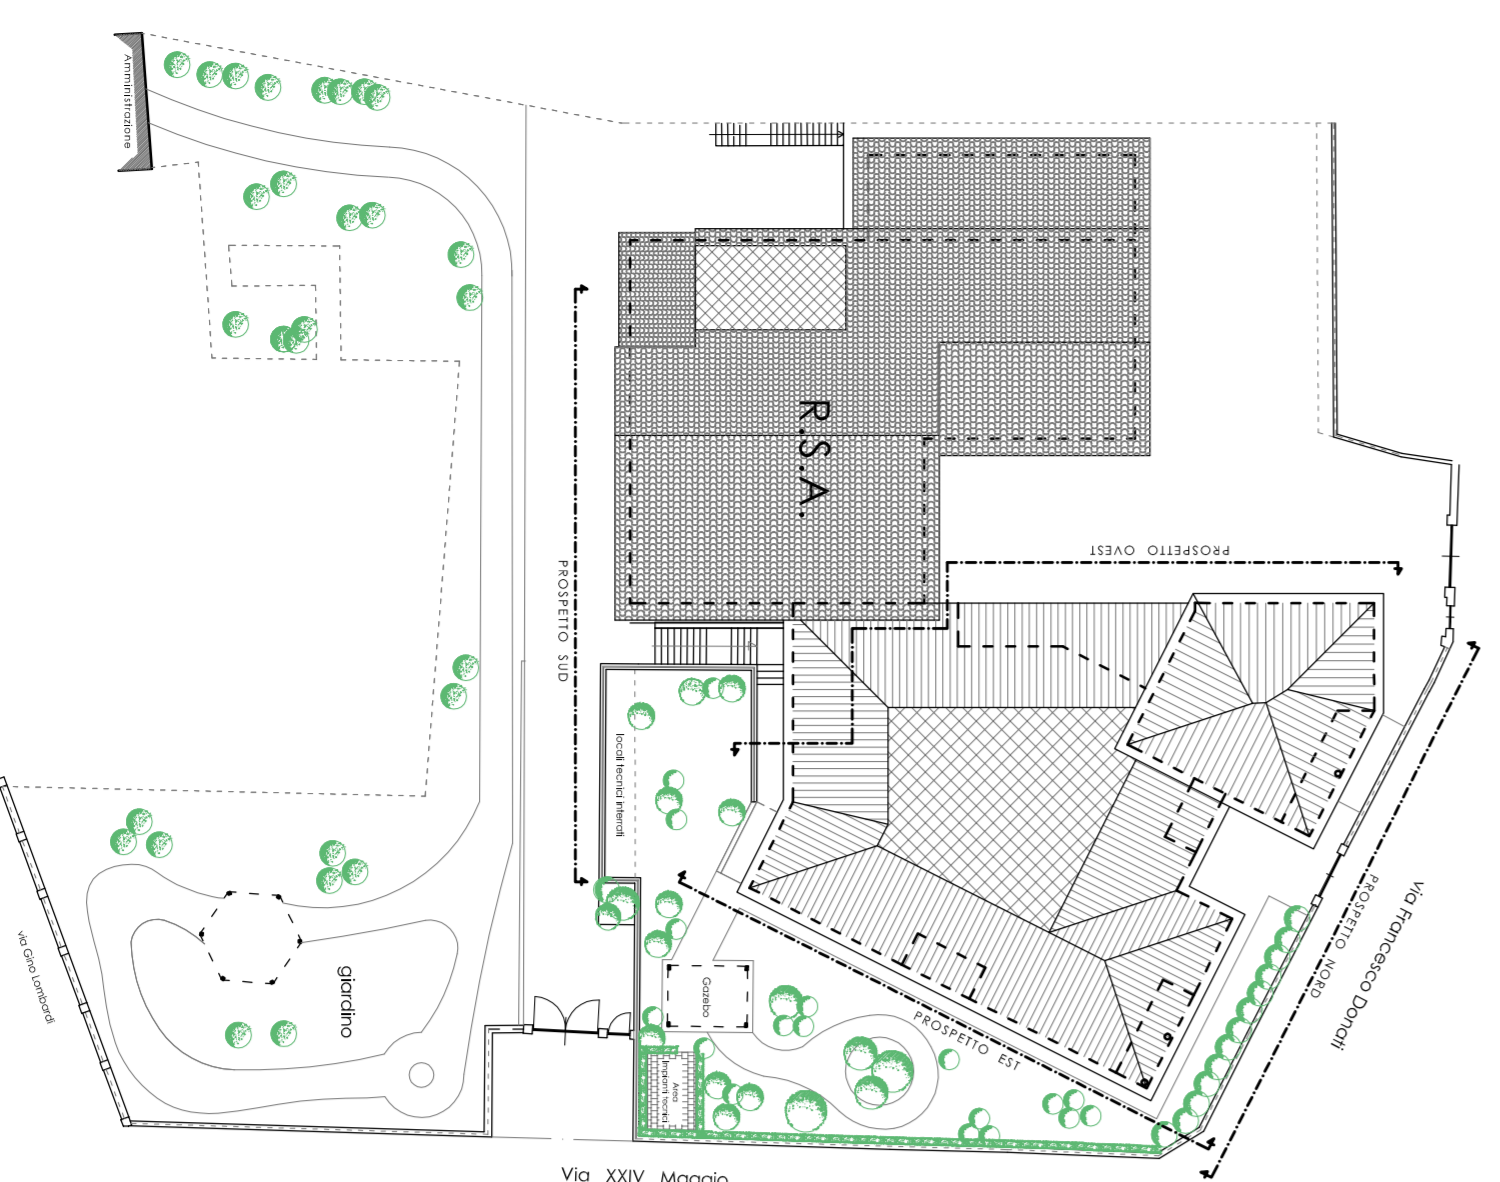 Amministrazione
R.S.A.
PROSPETTO OVEST
PROSPETTO SUD
locali tecnici interrati
via Francesco Donati
PROSPETTO NORD
via Gino Lombardi
giardino
Gazebo
PROSPETTO EST
Area
Impianti tecnici
Via XXIV Maggio